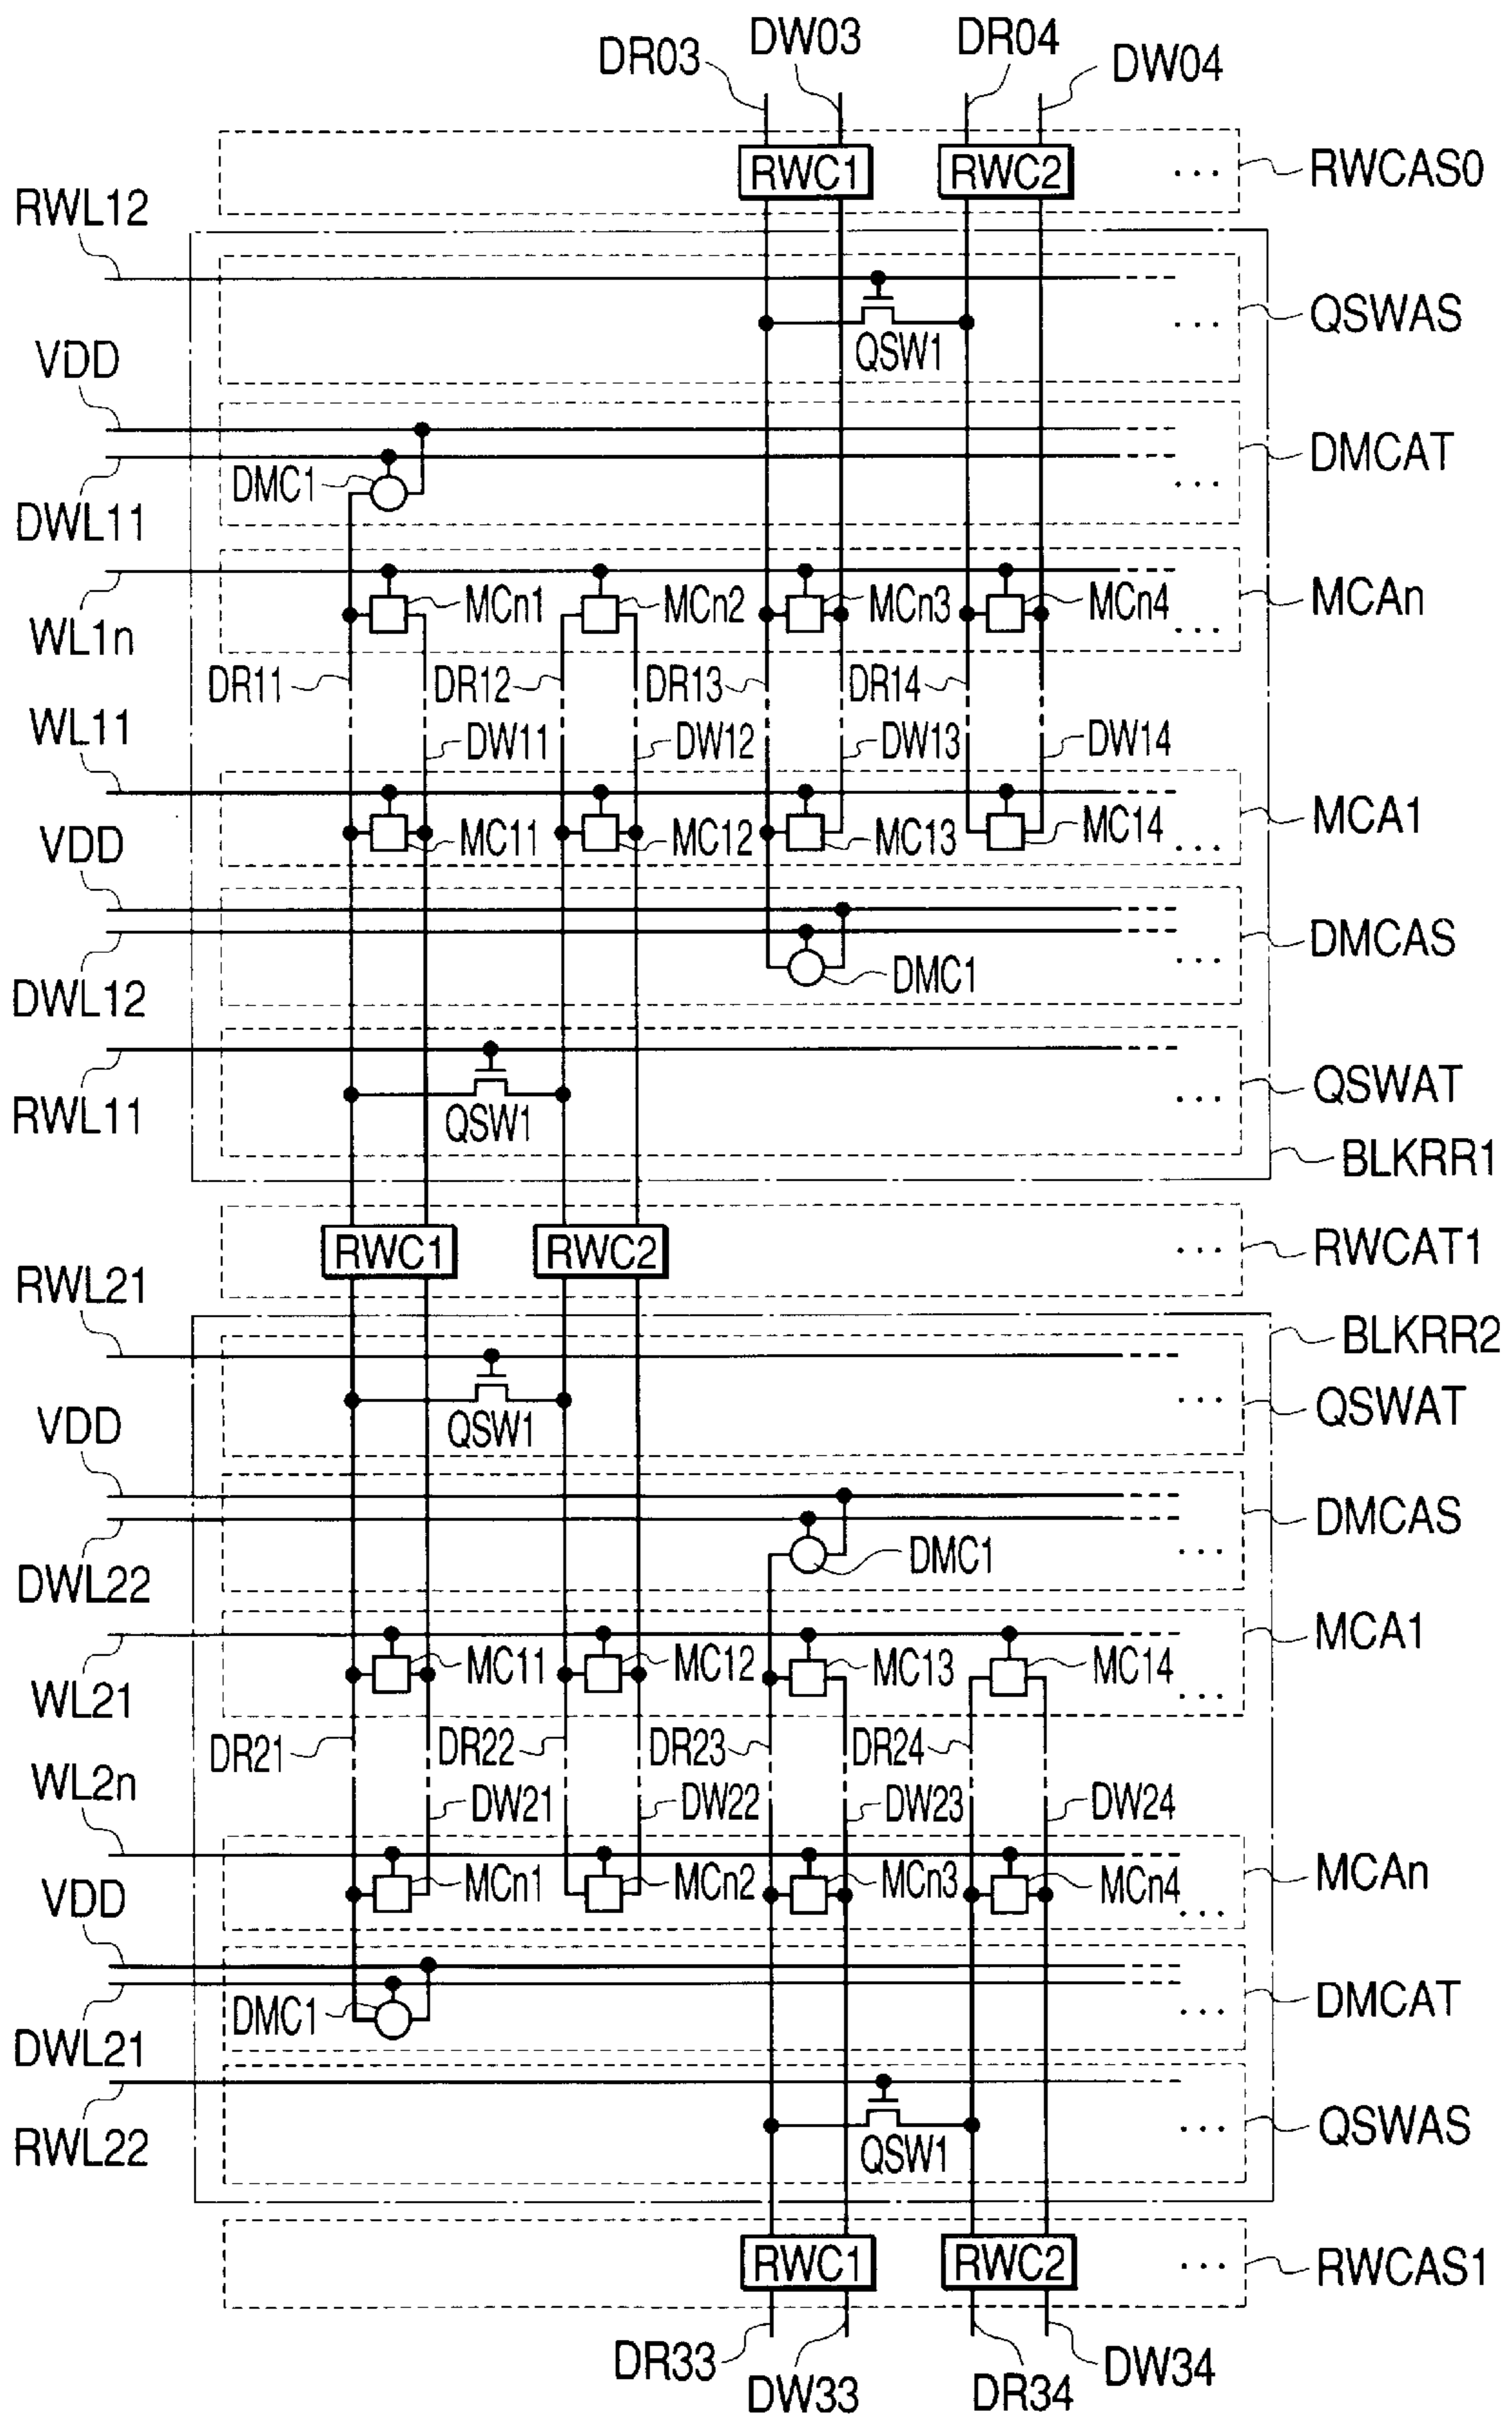 DR03 DW03 DR04 DW04
RWC1 RWC2 ... RWCAS0
RWL12
QSW1 ... QSWAS
VDD
DMC1 ... DMCAT
DWL11
MCn1 MCn2 MCn3 MCn4 ... MCAn
WL1n
DR11 DR12 DR13 DR14
WL11
DW11 DW12 DW13 DW14
MC11 MC12 MC13 MC14 ... MCA1
VDD
DMC1 ... DMCAS
DWL12
QSW1 ... QSWAT
RWL11
BLKRR1
RWC1 RWC2 ... RWCAT1
RWL21
BLKRR2
QSW1 ... QSWAT
VDD
DMC1 ... DMCAS
DWL22
MC11 MC12 MC13 MC14 ... MCA1
WL21
DR21 DR22 DR23 DR24
WL2n
DW21 DW22 DW23 DW24
MCn1 MCn2 MCn3 MCn4 ... MCAn
VDD
DMC1 ... DMCAT
DWL21
QSW1 ... QSWAS
RWL22
RWC1 RWC2 ... RWCAS1
DR33 DW33 DR34 DW34